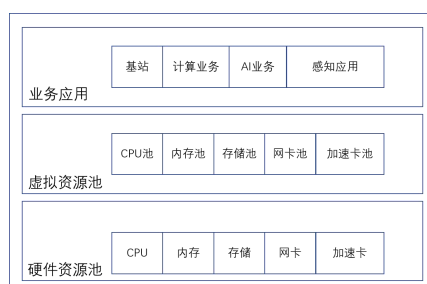 基站 计算业务 AI业务 感知应用
业务应用
CPU池 内存池 存储池 网卡池 加速卡池
虚拟资源池
CPU 内存 存储 网卡 加速卡
硬件资源池